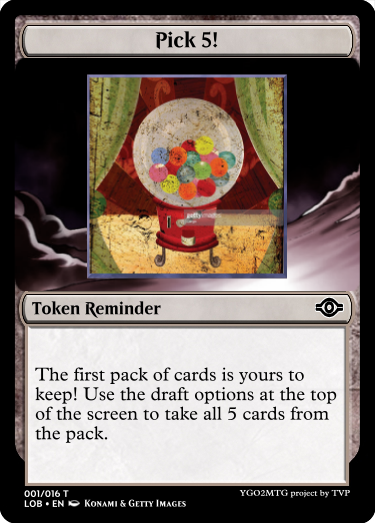 Pick 5!
Token Reminder
The first pack of cards is yours to
keep! Use the draft options at the top
of the screen to take all 5 cards from
the pack.
001/016 T
LOB • EN Konami & Getty Images
YGO2MTG project by TVP